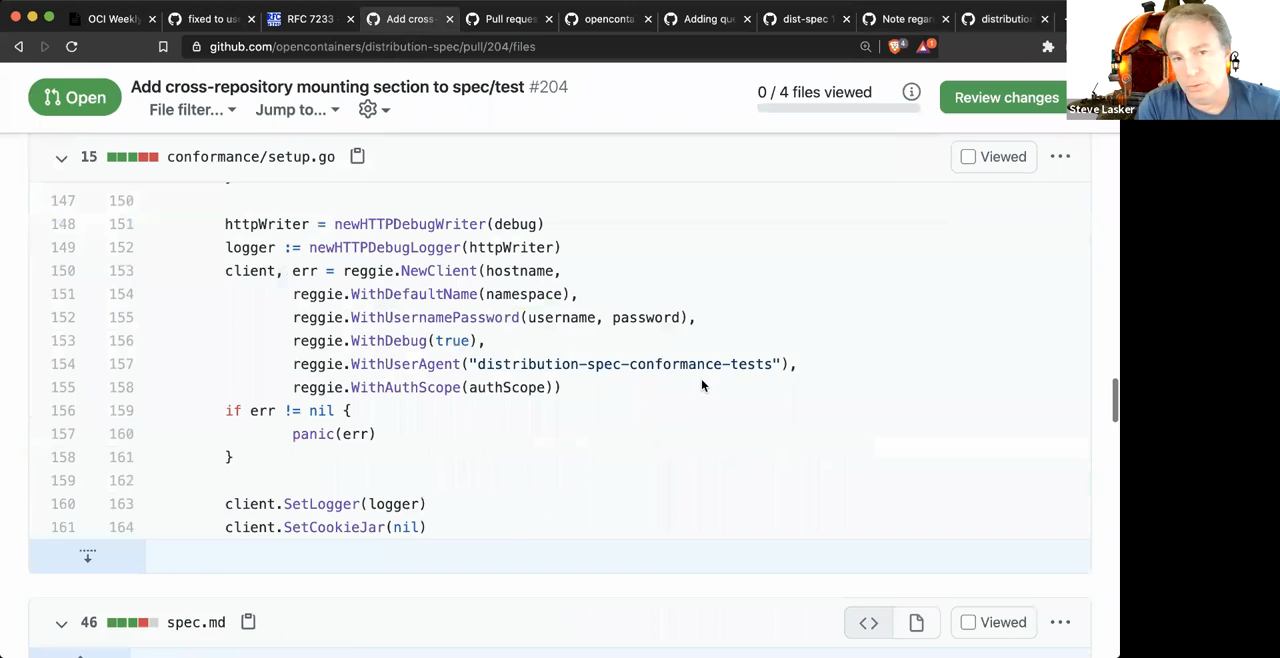 OCI Weekly
fixed to us
RFC 7233
Add cross-
Pull reques
openconta
Adding qu
dist-spec
Note regar
distribution
github.com/opencontainers/distribution-spec/pull/204/files
4
1
Open
Add cross-repository mounting section to spec/test #204
File filter...
Jump to...
0 / 4 files viewed
Review changes
Steve Lasker
15 conformance/setup.go
Viewed
147 150
148 151 httpWriter = newHTTPDebugWriter(debug)
149 152 logger := newHTTPDebugLogger(httpWriter)
150 153 client, err = reggie.NewClient(hostname,
151 154 reggie.WithDefaultName(namespace),
152 155 reggie.WithUsernamePassword(username, password),
153 156 reggie.WithDebug(true),
154 157 reggie.WithUserAgent("distribution-spec-conformance-tests"),
155 158 reggie.WithAuthScope(authScope))
156 159 if err != nil {
157 160 panic(err)
158 161 }
159 162
160 163 client.SetLogger(logger)
161 164 client.SetCookieJar(nil)
46 spec.md
Viewed